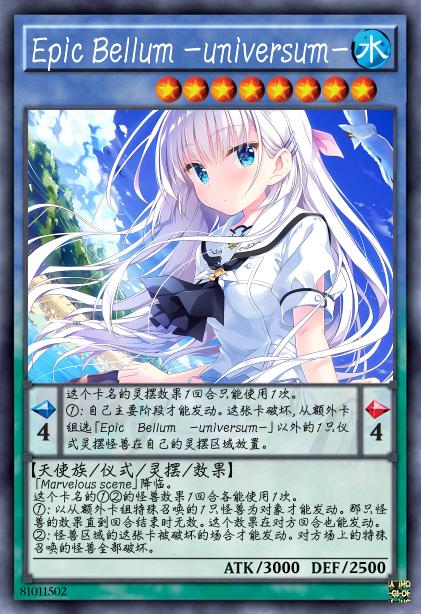 Epic Bellum -universum-
水
这个卡名的灵摆效果1回合只能使用1次。
①:自己主要阶段才能发动。这张卡破坏,从额外卡
组选「Epic Bellum -universum-」以外的1只仪
式灵摆怪兽在自己的灵摆区域放置。
4
4
【天使族/仪式/灵摆/效果】
「Marvelous scene」降临。
这个卡名的①②的怪兽效果1回合各能使用1次。
①:以从额外卡组特殊召唤的1只怪兽为对象才能发动。那只怪
兽的效果直到回合结束时无效。这个效果在对方回合也能发动。
②:怪兽区域的这张卡被破坏的场合才能发动。对方场上的特殊
召唤的怪兽全部破坏。
ATK/3000 DEF/2500
81011502